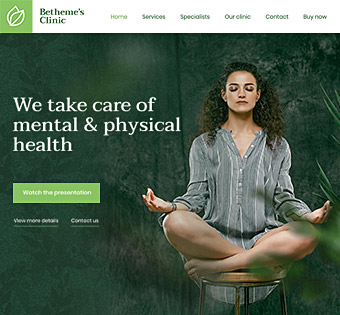 Betheme's
Clinic
Home Services Specialists Our clinic Contact Buy now
We take care of
mental & physical
health
Watch the presentation
View more details Contact us